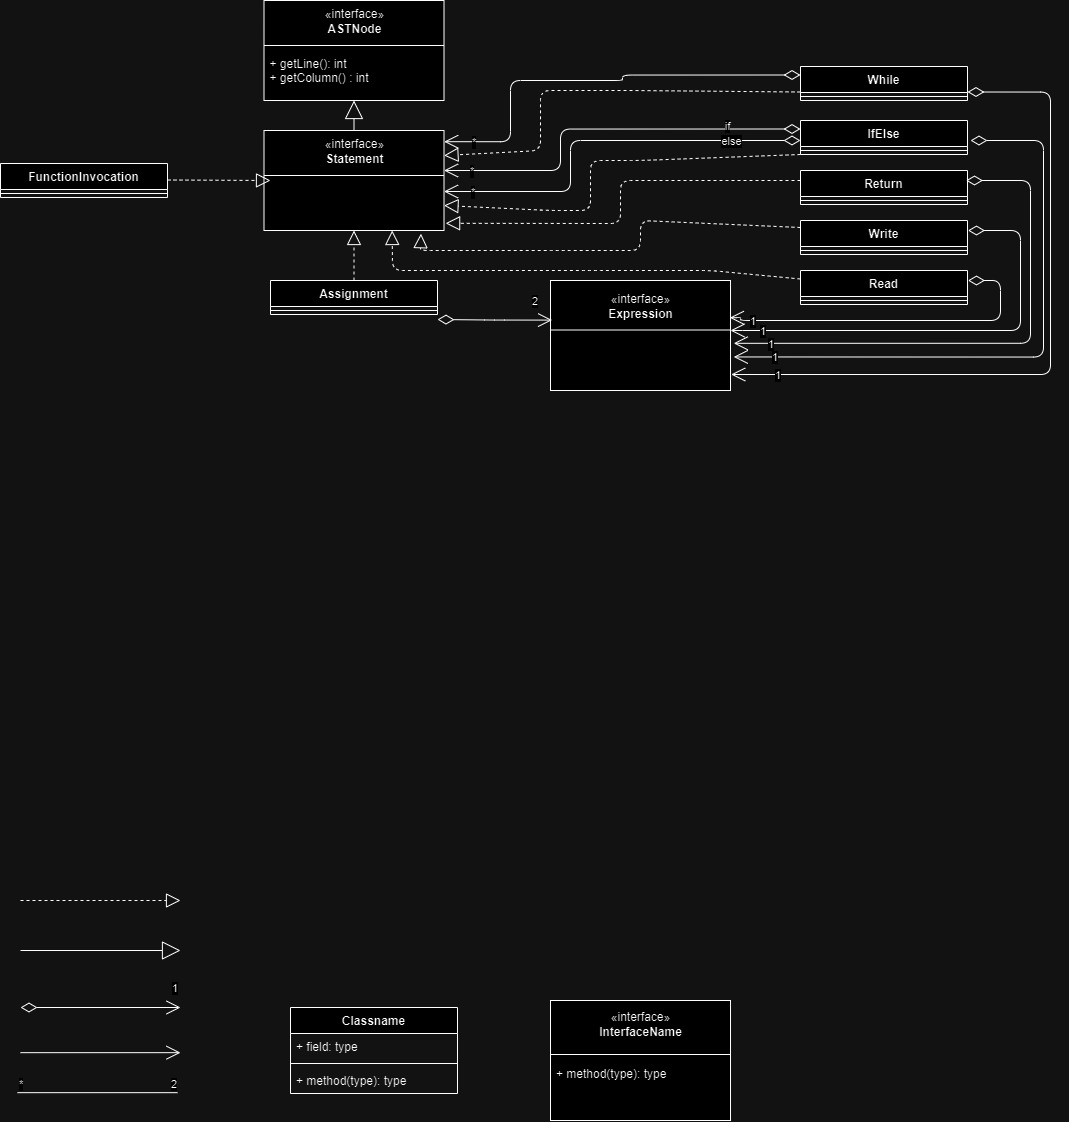 «interface»
ASTNode
+ getLine(): int
+ getColumn() : int
«interface»
Statement
FunctionInvocation
While
IfElse
Return
Write
Read
*
if
else
*
*
Assignment
2
«interface»
Expression
1
1
1
1
1
1
*
2
Classname
+ field: type
+ method(type): type
«interface»
InterfaceName
+ method(type): type